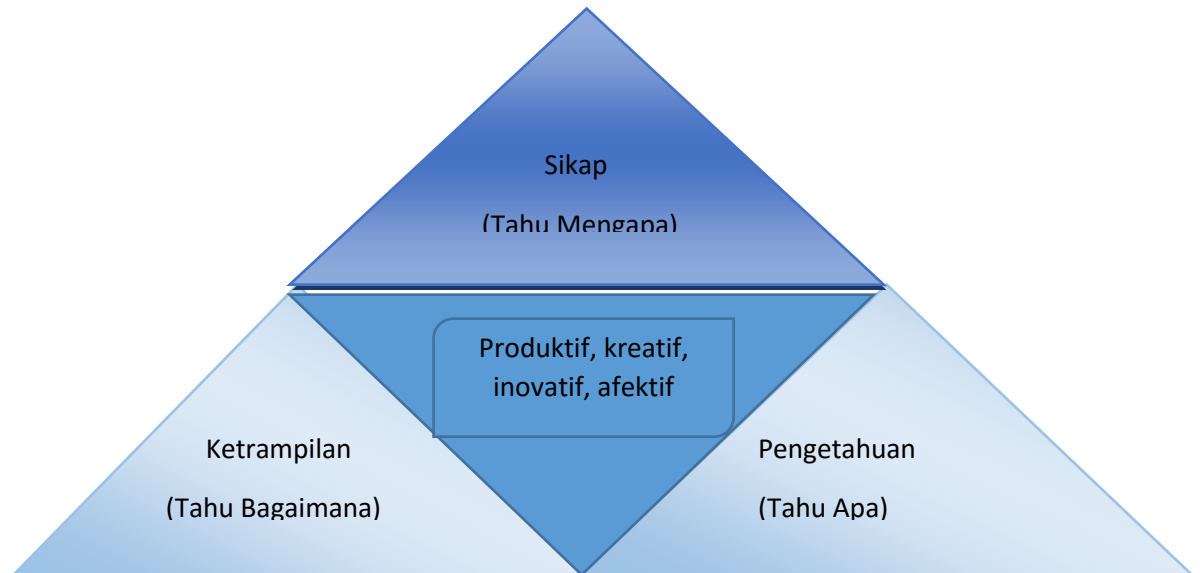 Sikap
(Tahu Mengapa)
Produktif, kreatif,
inovatif, afektif
Ketrampilan
(Tahu Bagaimana)
Pengetahuan
(Tahu Apa)